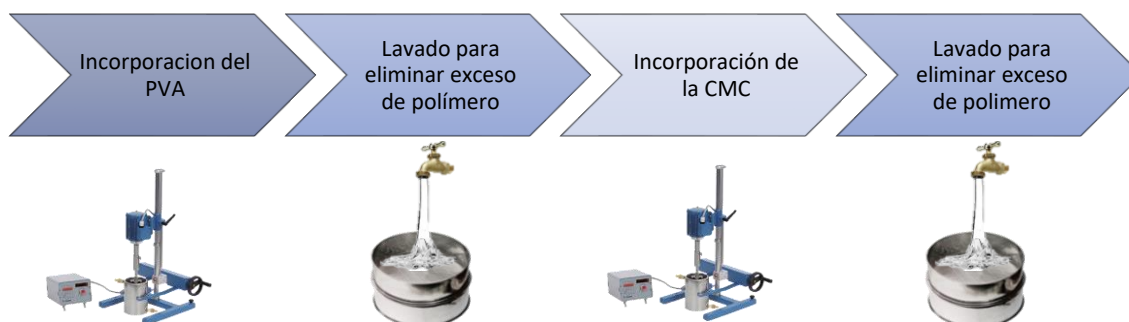 Incorporacion del
PVA
Lavado para
eliminar exceso
de polímero
Incorporación de
la CMC
Lavado para
eliminar exceso
de polimero